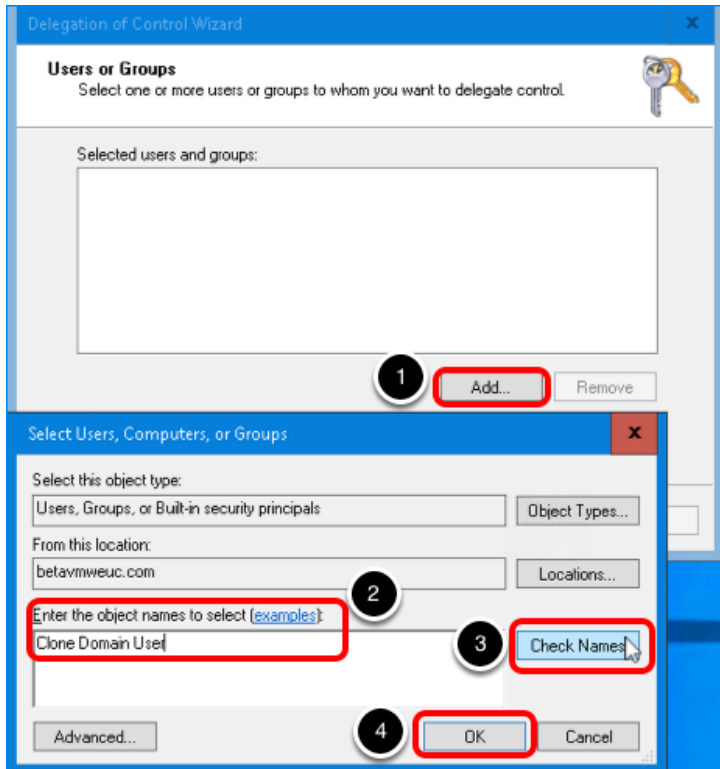 Delegation of Control Wizard
x
Users or Groups
Select one or more users or groups to whom you want to delegate control.
Selected users and groups:
1
Add...
Remove
Select Users, Computers, or Groups
x
Select this object type:
Users, Groups, or Built-in security principals
Object Types...
From this location:
betavmweuc.com
Locations...
2
Enter the object names to select (examples):
Clone Domain User
3
Check Names
4
Advanced...
OK
Cancel